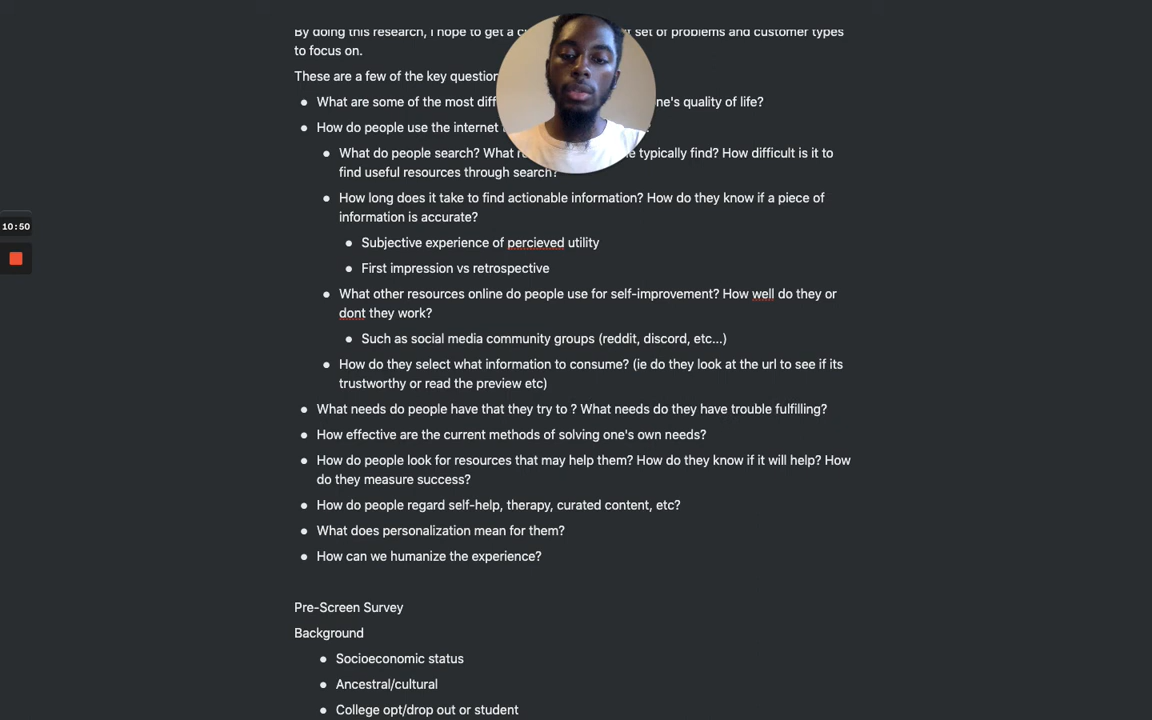 By doing this research, I hope to get a set of problems and customer types
to focus on.
These are a few of the key
What are some of the most quality of life?
How do people use the internet
What do people search? What typically find? How difficult is it to
find useful resources through search?
How long does it take to find actionable information? How do they know if a piece of
information is accurate?
10:50
Subjective experience of percieved utility
First impression vs retrospective
What other resources online do people use for self-improvement? How well do they or
dont they work?
Such as social media community groups (reddit, discord, etc...)
How do they select what information to consume? (ie do they look at the url to see if its
trustworthy or read the preview etc)
What needs do people have that they try to ? What needs do they have trouble fulfilling?
How effective are the current methods of solving one's own needs?
How do people look for resources that may help them? How do they know if it will help? How
do they measure success?
How do people regard self-help, therapy, curated content, etc?
What does personalization mean for them?
How can we humanize the experience?
Pre-Screen Survey
Background
Socioeconomic status
Ancestral/cultural
College opt/drop out or student